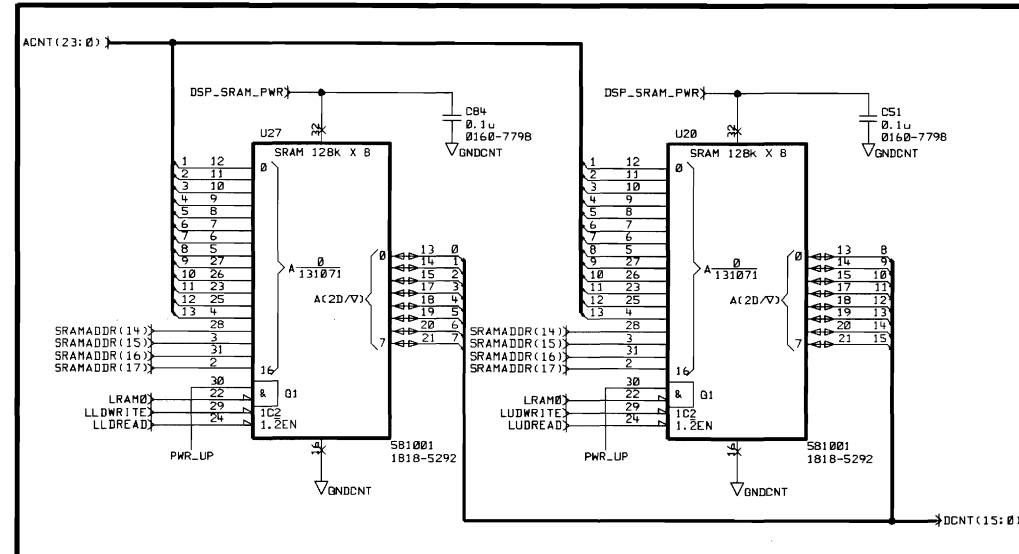 ACNT(23:0)
DSP_SRAM_PWR
C84
0.1u
0160-7798
GNDCNT
32
U27
SRAM 128K X 8
1 12
2 11
3 10
4 9
5 8
6 7
7 6
8 5
9 27
10 26
11 23
12 25
13 4
28
3
31
2
SRAMADDR(14)
SRAMADDR(15)
SRAMADDR(16)
SRAMADDR(17)
0
A 0
131071
16
A(2D/∇)
0
7
13 0
14 1
15 2
17 3
18 4
19 5
20 6
21 7
30
22
29
24
& G1
1C2
1.2EN
LRAM0
LLDWRITE
LLDREAD
PWR_UP
16
581001
1818-5292
GNDCNT
DSP_SRAM_PWR
C51
0.1u
0160-7798
GNDCNT
32
U20
SRAM 128K X 8
1 12
2 11
3 10
4 9
5 8
6 7
7 6
8 5
9 27
10 26
11 23
12 25
13 4
28
3
31
2
SRAMADDR(14)
SRAMADDR(15)
SRAMADDR(16)
SRAMADDR(17)
0
A 0
131071
16
A(2D/∇)
0
7
13 8
14 9
15 10
17 11
18 12
19 13
20 14
21 15
30
22
29
24
& G1
1C2
1.2EN
LRAM0
LUDWRITE
LUDREAD
PWR_UP
16
581001
1818-5292
GNDCNT
DCNT(15:0)